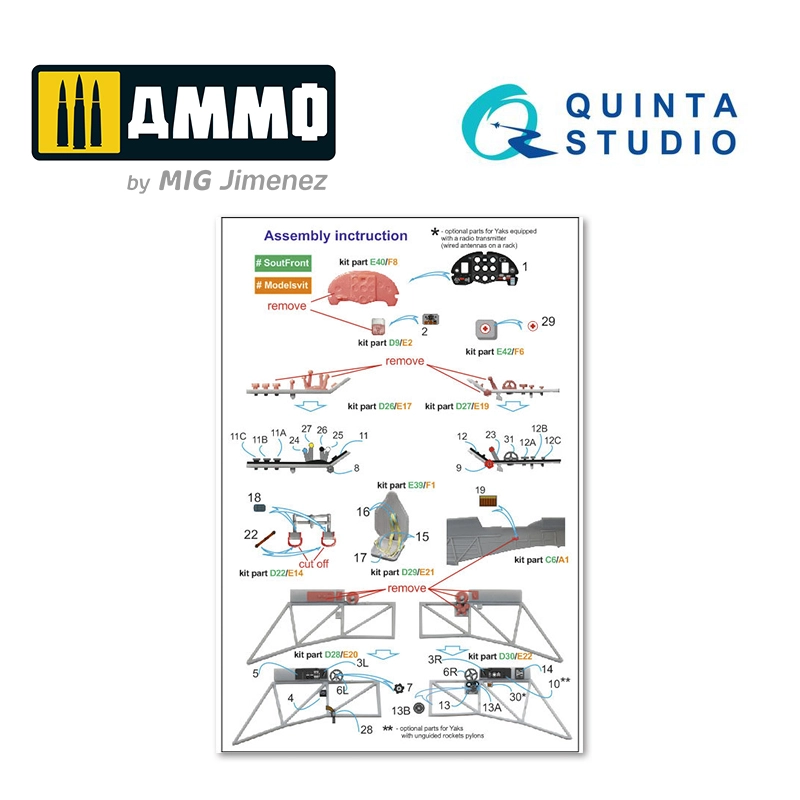 AMMO
by MIG Jimenez
QUINTA
STUDIO
Assembly inctruction
* - optional parts for Yaks equipped
with a radio transmitter
(wired antennas on a rack)
# SoutFront
# Modelsvit
kit part E40/F8
1
remove
2
29
kit part D9/E2
kit part E42/F6
remove
kit part D26/E17
kit part D27/E19
11C
11B
11A
24
27
26
25
11
8
12
23
31
12A
12B
12C
9
kit part E39/F1
18
22
cut off
kit part D22/E14
16
15
17
kit part D29/E21
19
kit part C6/A1
remove
kit part D28/E20
kit part D30/E22
5
3L
6L
4
7
28
3R
6R
14
10**
30*
13
13A
13B
** - optional parts for Yaks
with unguided rockets pylons